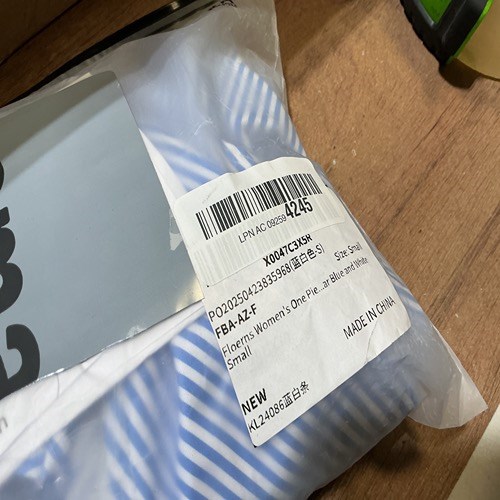 LPN AC 09259 4245
X0047C3X5R
PO20250423835968(蓝白色-S)
FBA-AZ-F
Size: Small
Floerns Women's One Pie...ar Blue and White
Small
MADE IN CHINA
NEW
KL24086蓝白条